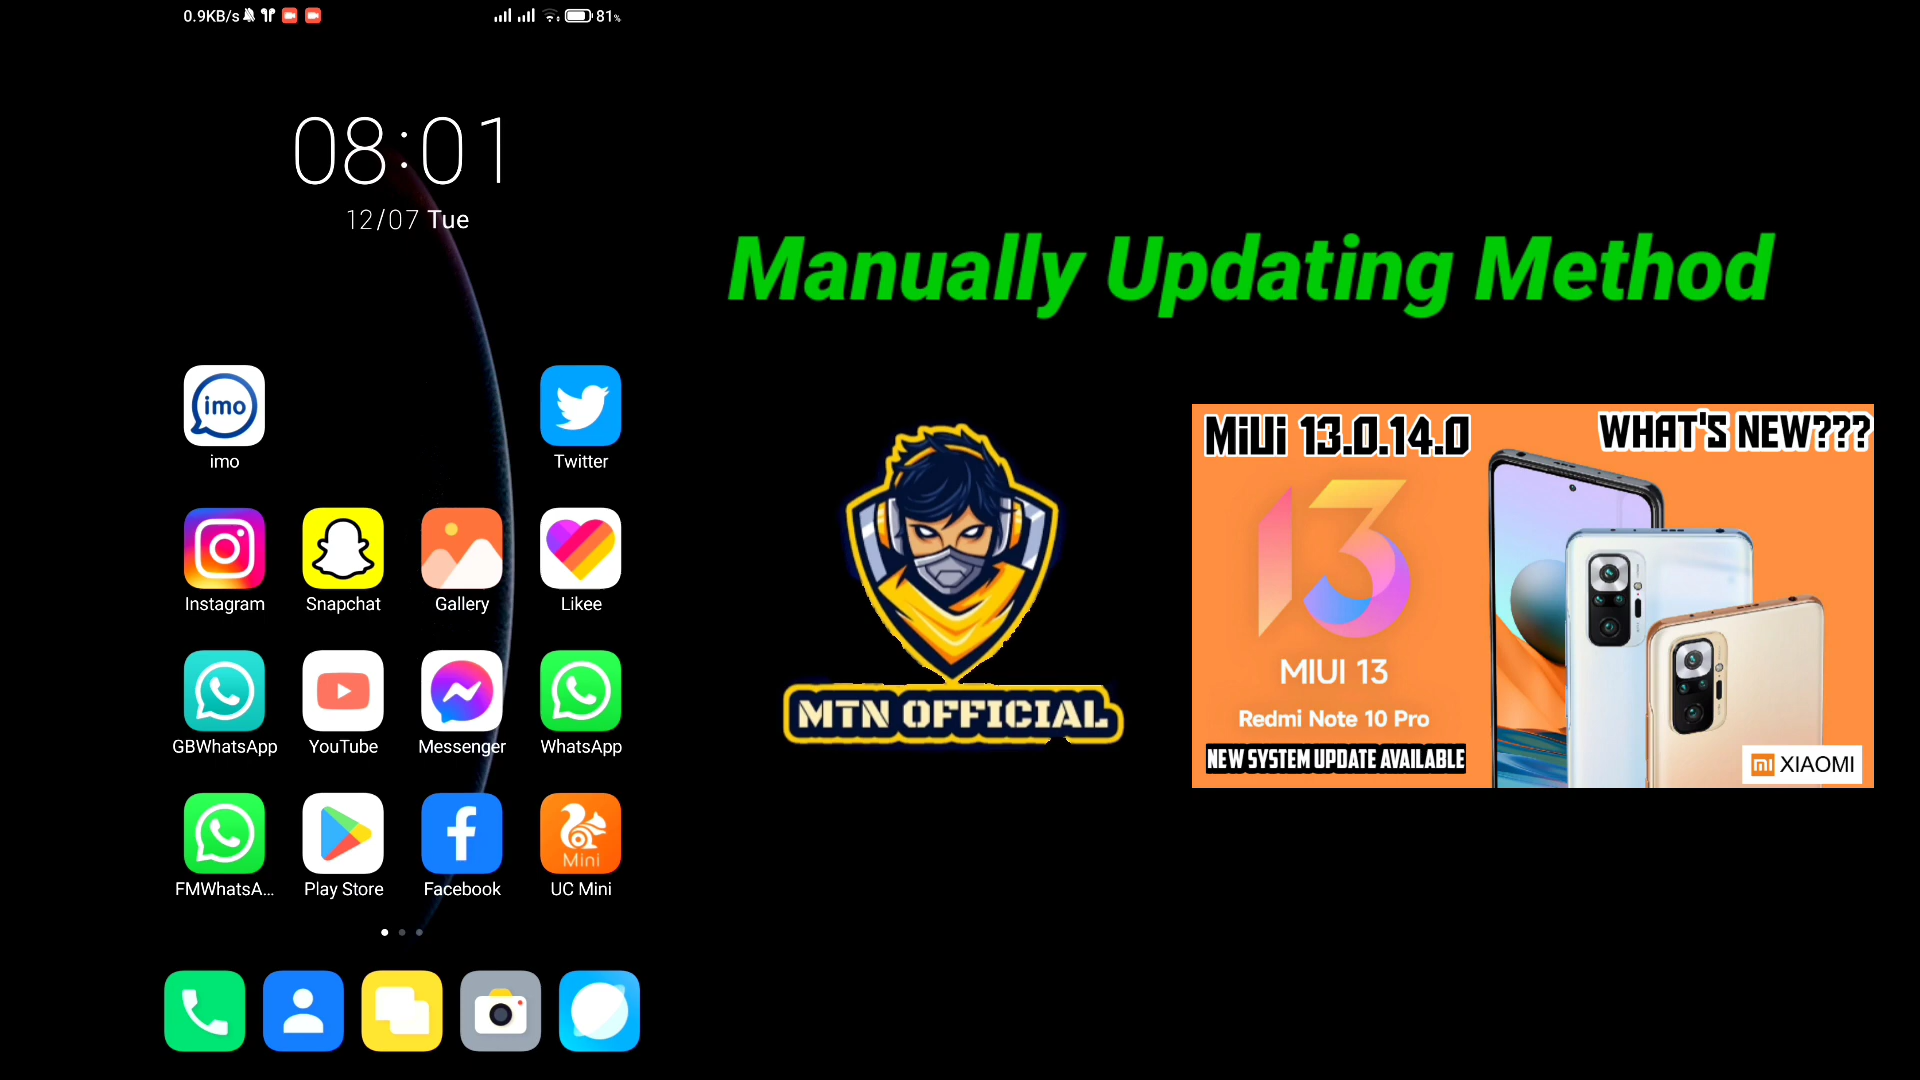 0.9KB/s 81%
08:01
12/07 Tue
imo
imo
Twitter
Instagram
Snapchat
Gallery
Likee
GBWhatsApp
YouTube
Messenger
WhatsApp
Mini
FMWhatsA...
Play Store
Facebook
UC Mini
Manually Updating Method
MTN OFFICIAL
MiUi 13.0.14.0
WHAT'S NEW???
13
MIUI 13
Redmi Note 10 Pro
NEW SYSTEM UPDATE AVAILABLE
mi XIAOMI